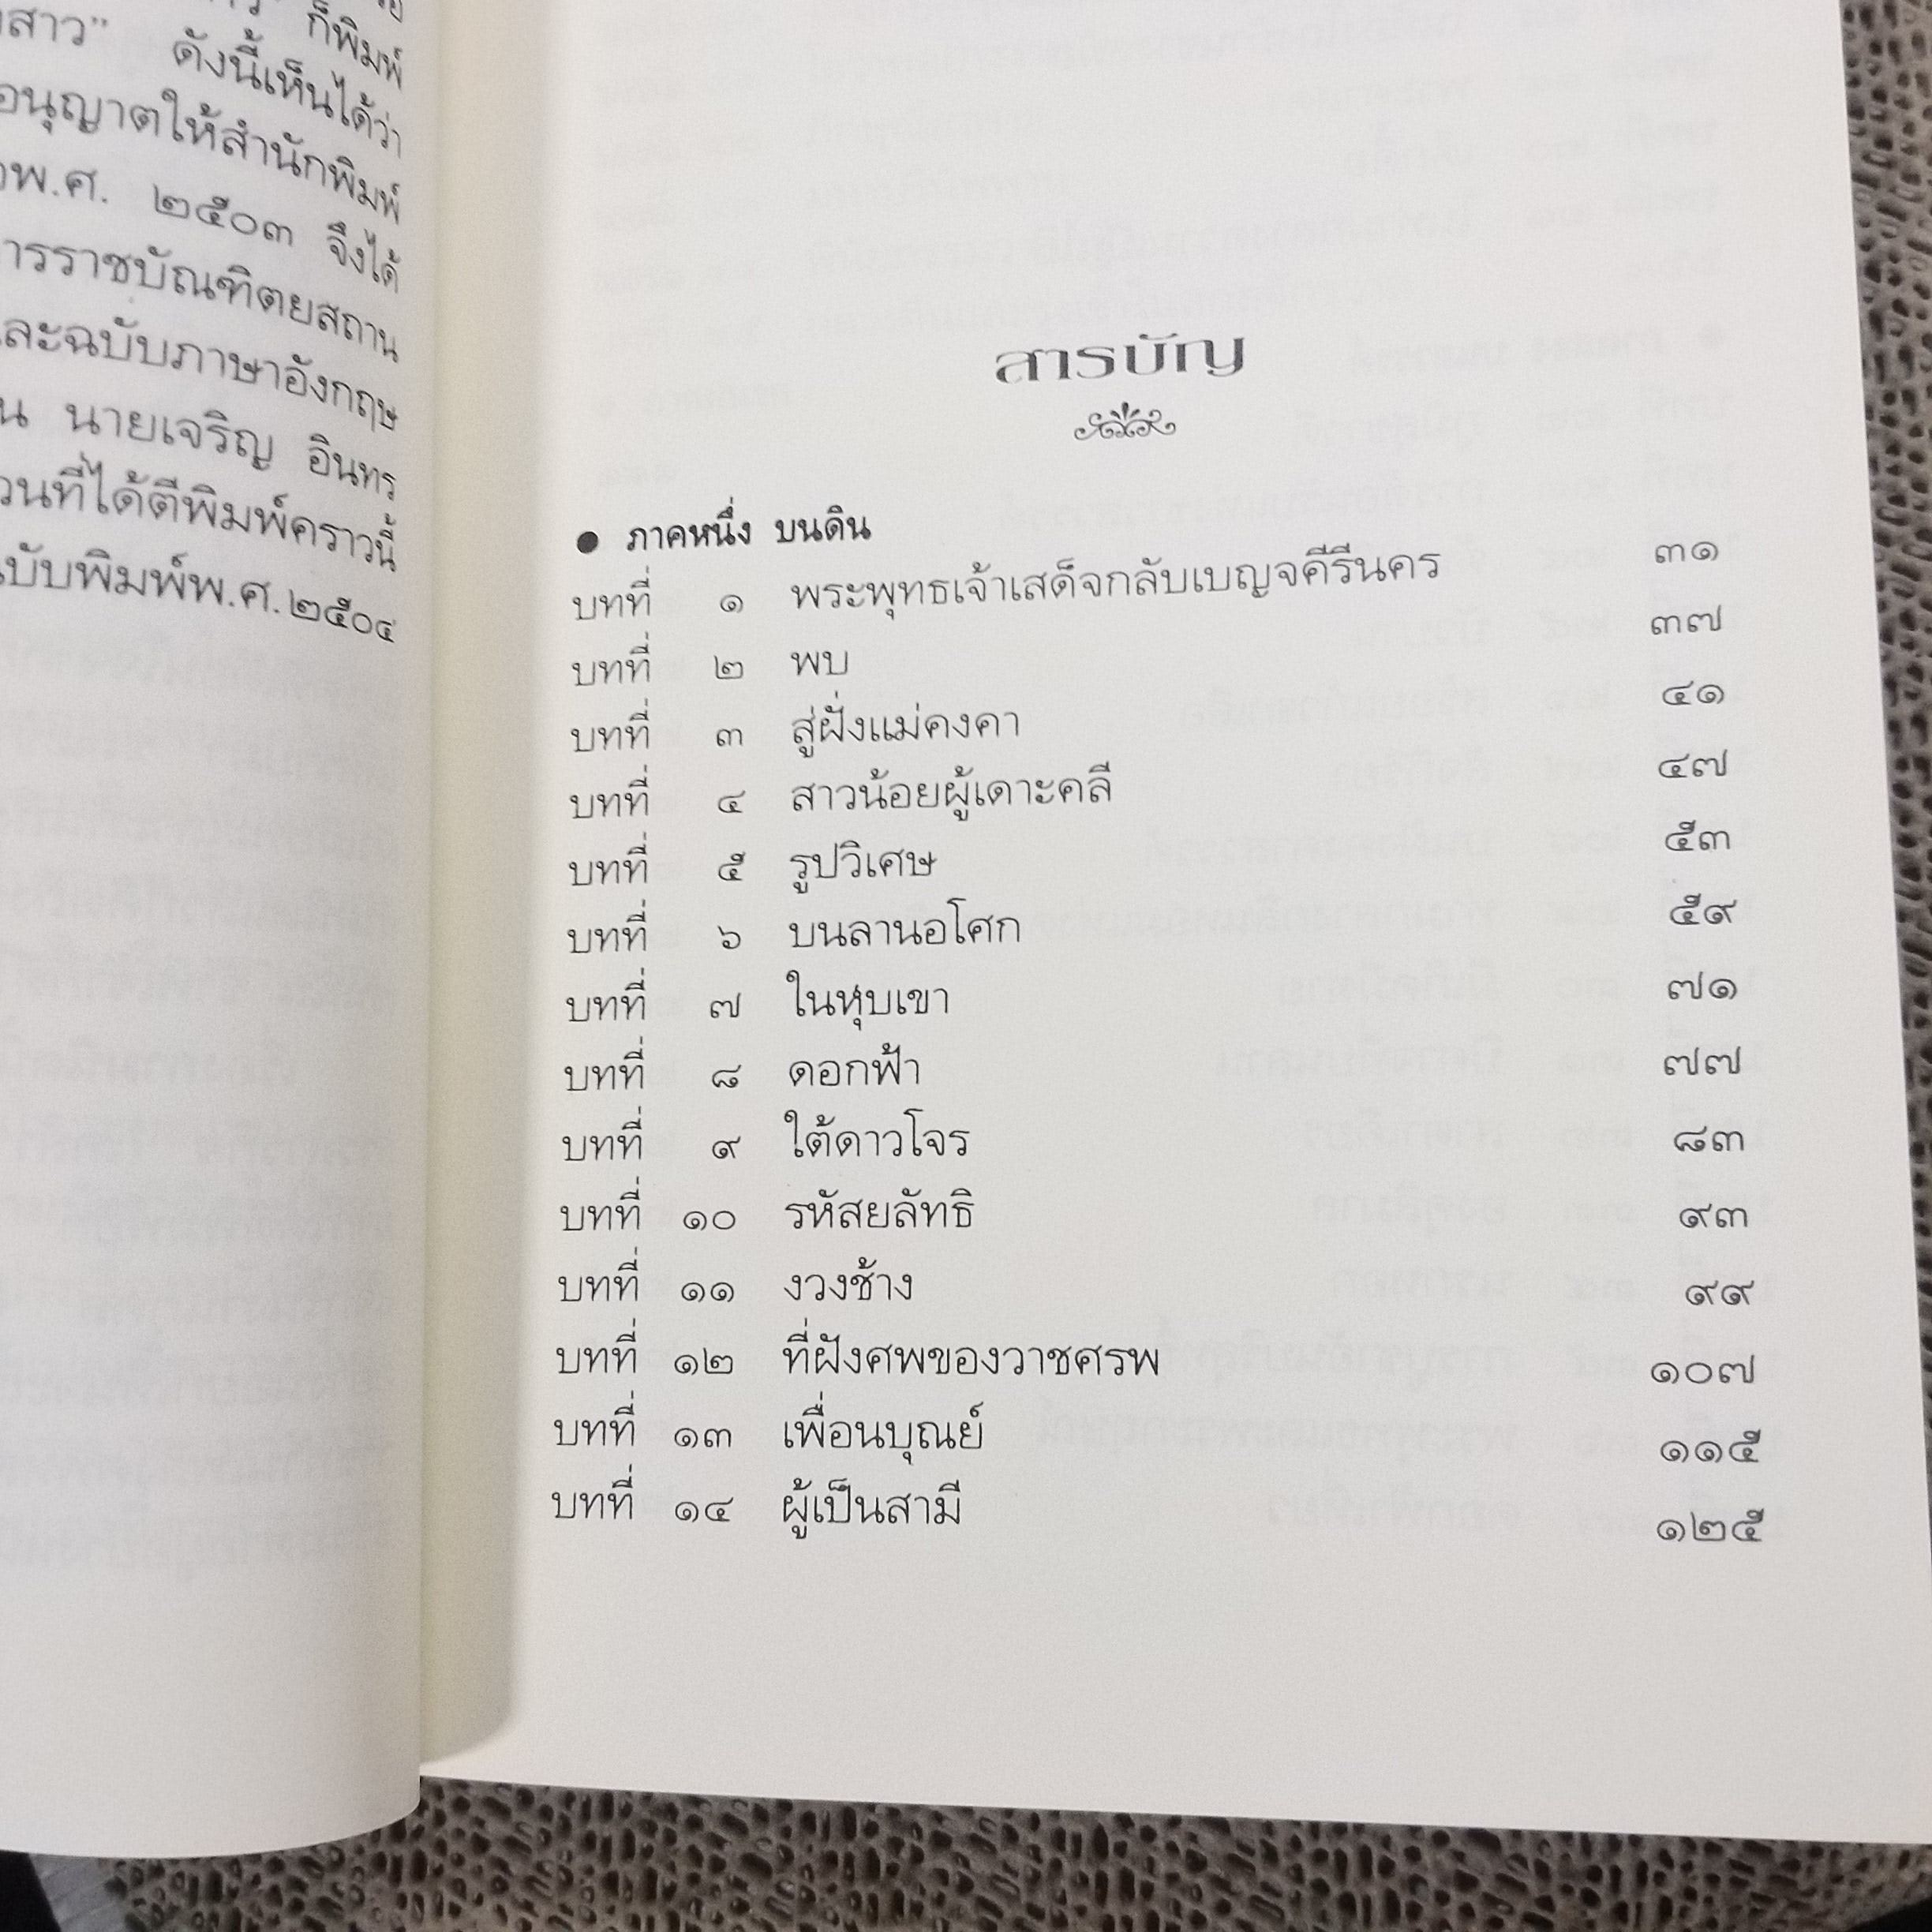 ก็พิมพ์
สาว” ดังนี้เห็นได้ว่า
อนุญาตให้สำนักพิมพ์
พ.ศ. ๒๕๐๓ จึงได้
การราชบัณฑิตยสถาน
และฉบับภาษาอังกฤษ
น นายเจริญ อินทร
วนที่ได้ตีพิมพ์คราวนี้
ฉบับพิมพ์พ.ศ.๒๕๐๔
สารบัญ
● ภาคหนึ่ง บนดิน
บทที่ ๑ พระพุทธเจ้าเสด็จกลับเบญจคีรีนคร ๓๑
บทที่ ๒ พบ ๓๗
บทที่ ๓ สู่ฝั่งแม่คงคา ๔๑
บทที่ ๔ สาวน้อยผู้เดาะคลี ๔๗
บทที่ ๕ รูปวิเศษ ๕๓
บทที่ ๖ บนลานอโศก ๕๙
บทที่ ๗ ในหุบเขา ๗๑
บทที่ ๘ ดอกฟ้า ๗๗
บทที่ ๙ ใต้ดาวโจร ๘๓
บทที่ ๑๐ รหัสยลัทธิ ๙๓
บทที่ ๑๑ งวงช้าง ๙๙
บทที่ ๑๒ ที่ฝังศพของวาชศรพ ๑๐๗
บทที่ ๑๓ เพื่อนบุณย์ ๑๑๕
บทที่ ๑๔ ผู้เป็นสามี ๑๒๕